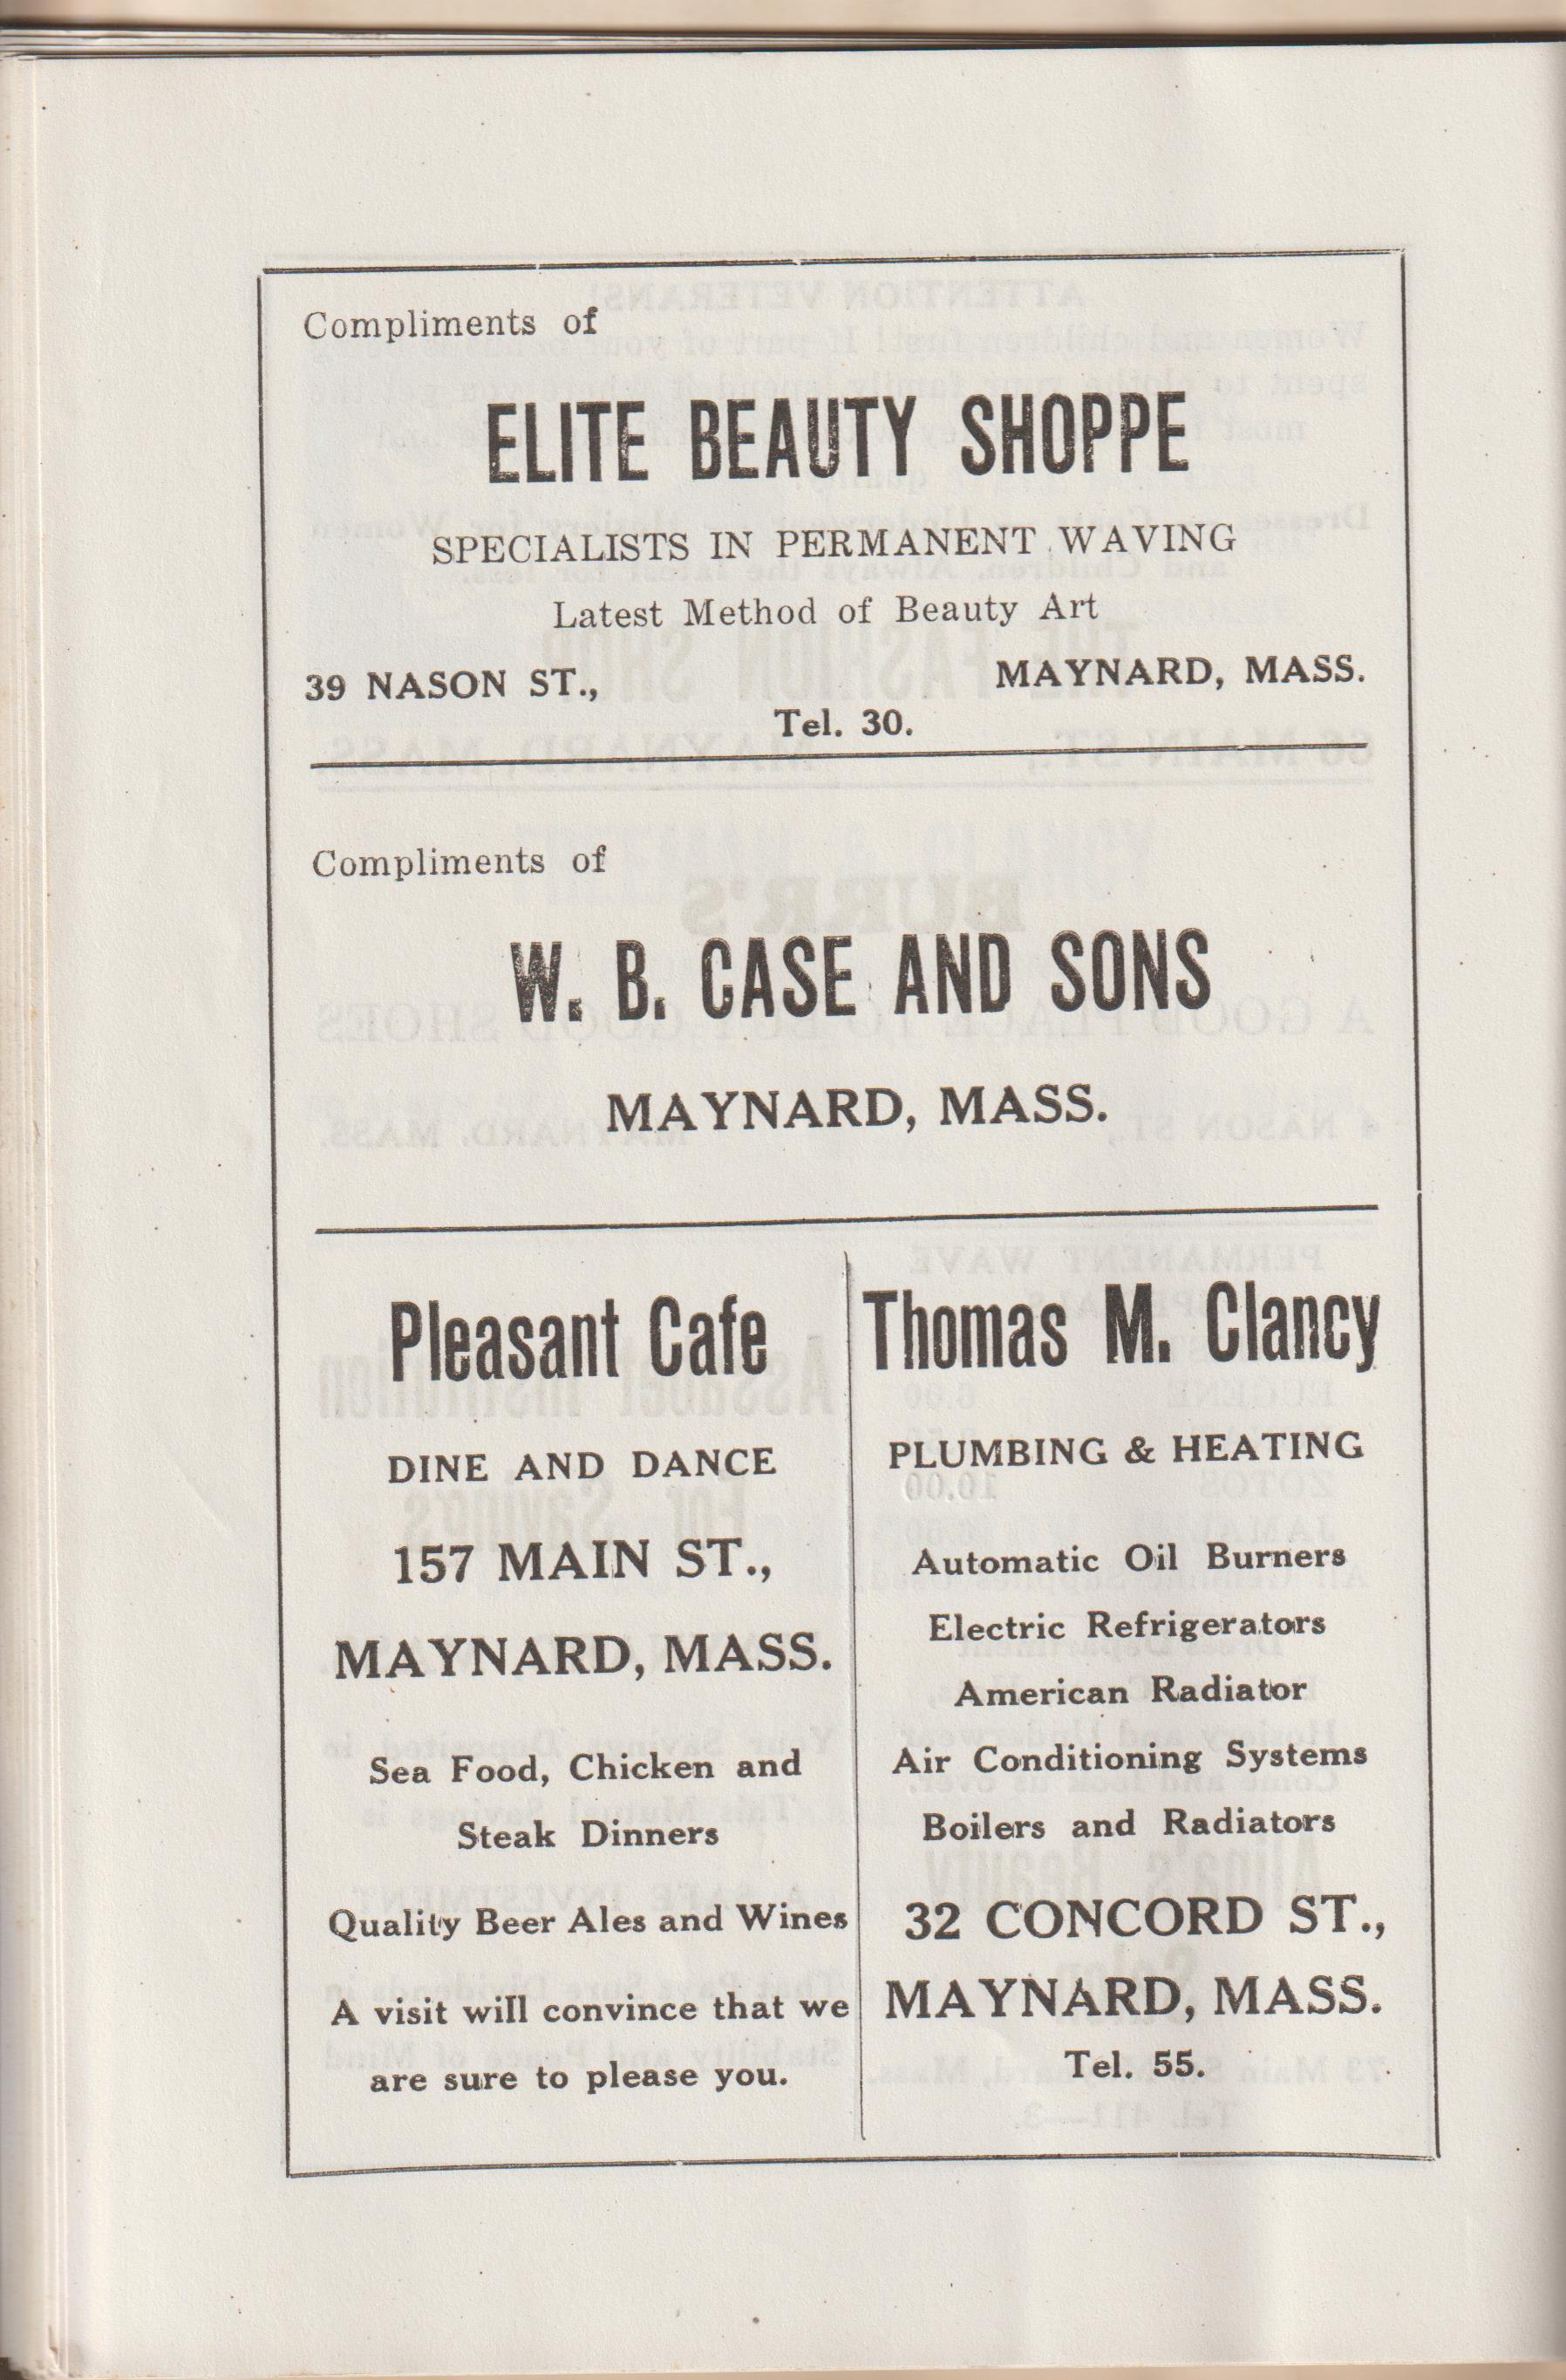 Compliments of
ELITE BEAUTY SHOPPE
SPECIALISTS IN PERMANENT WAVING
Latest Method of Beauty Art
39 NASON ST., MAYNARD, MASS.
Tel. 30.
Compliments of
W. B. CASE AND SONS
MAYNARD, MASS.
Pleasant Cafe
DINE AND DANCE
157 MAIN ST.,
MAYNARD, MASS.
Sea Food, Chicken and
Steak Dinners
Quality Beer Ales and Wines
A visit will convince that we
are sure to please you.
Thomas M. Clancy
PLUMBING & HEATING
Automatic Oil Burners
Electric Refrigerators
American Radiator
Air Conditioning Systems
Boilers and Radiators
32 CONCORD ST.,
MAYNARD, MASS.
Tel. 55.